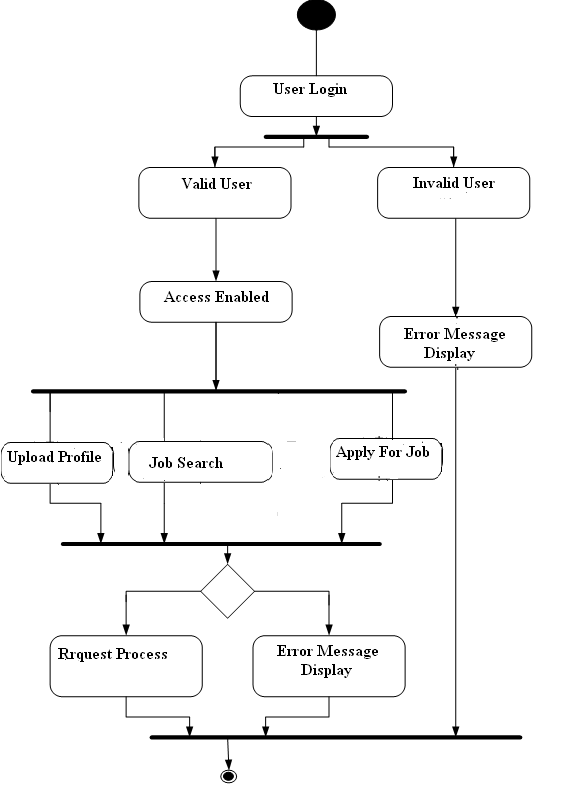 User Login
Valid User
Invalid User
Access Enabled
Error Message
Display
Upload Profile
Job Search
Apply For Job
Rrquest Process
Error Message
Display